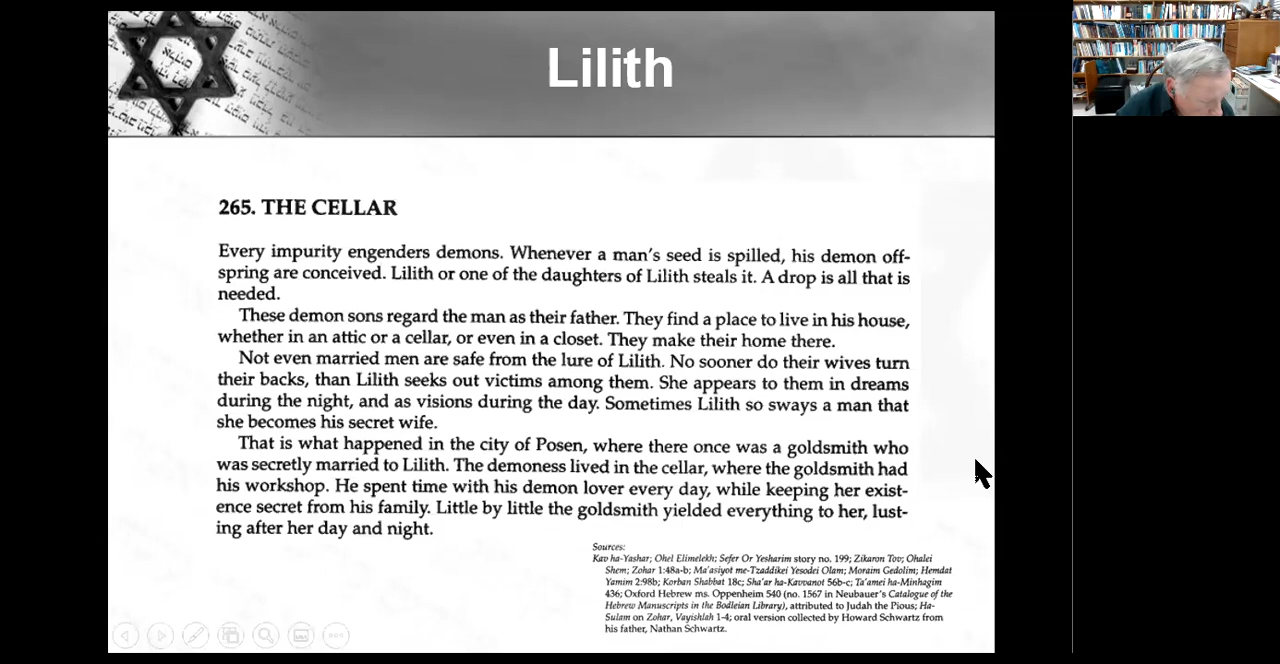 Lilith
265. THE CELLAR
Every impurity engenders demons. Whenever a man's seed is spilled, his demon off-
spring are conceived. Lilith or one of the daughters of Lilith steals it. A drop is all that is
needed.
These demon sons regard the man as their father. They find a place to live in his house,
whether in an attic or a cellar, or even in a closet. They make their home there.
Not even married men are safe from the lure of Lilith. No sooner do their wives turn
their backs, than Lilith seeks out victims among them. She appears to them in dreams
during the night, and as visions during the day. Sometimes Lilith so sways a man that
she becomes his secret wife.
That is what happened in the city of Posen, where there once was a goldsmith who
was secretly married to Lilith. The demoness lived in the cellar, where the goldsmith had
his workshop. He spent time with his demon lover every day, while keeping her exist-
ence secret from his family. Little by little the goldsmith yielded everything to her, lust-
ing after her day and night.
Sources:
Kav ha-Yashar; Ohel Elimelekh; Sefer Or Yesharim story no. 199; Zikaron Tov; Ohalei
Shem; Zohar 1:48a-b; Ma'asiyot me-Tzaddikei Yesodei Olam; Moraim Gedolim; Hemdat
Yamim 2:98b; Korban Shabbat 18c; Sha'ar ha-Kavvanot 56b-c; Ta'amei ha-Minhagim
436; Oxford Hebrew ms. Oppenheim 540 (no. 1567 in Neubauer's Catalogue of the
Hebrew Manuscripts in the Bodleian Library), attributed to Judah the Pious; Ha-
Sulam on Zohar, Vayishlah 1-4; oral version collected by Howard Schwartz from
his father, Nathan Schwartz.